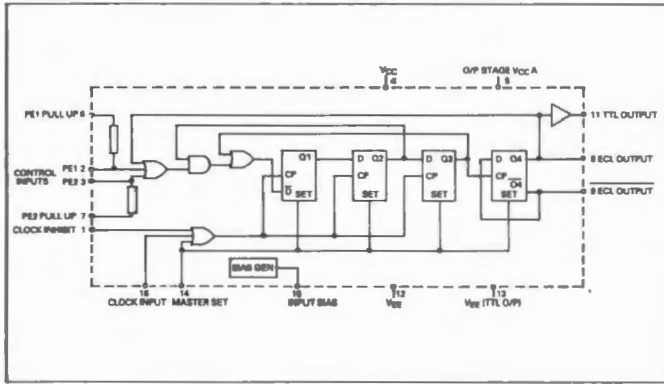 VCC
4
O/P STAGE VCC A
5
PE1 PULL UP 6
11 TTL OUTPUT
PE1 2
CONTROL
INPUTS
PE2 3
PE2 PULL UP 7
CLOCK INHIBIT 1
Q1
CP
D
SET
D Q2
CP
SET
D Q3
CP
SET
D Q4
CP
Q4
SET
8 ECL OUTPUT
9 ECL OUTPUT
BIAS GEN
14
12
13
CLOCK INPUT
MASTER SET
INPUT BIAS
VEE
VEE (TTL O/P)